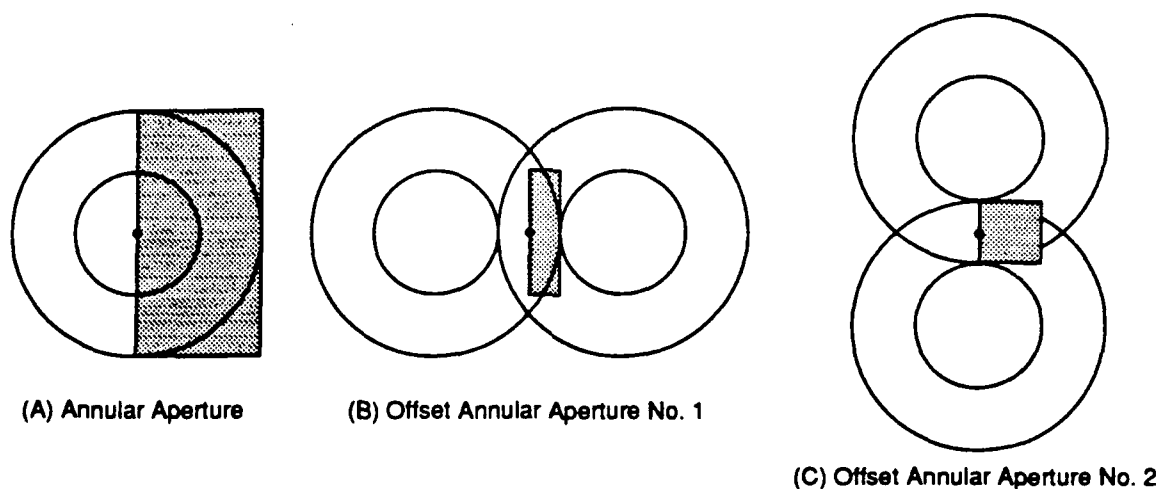 (A) Annular Aperture
(B) Offset Annular Aperture No. 1
(C) Offset Annular Aperture No. 2